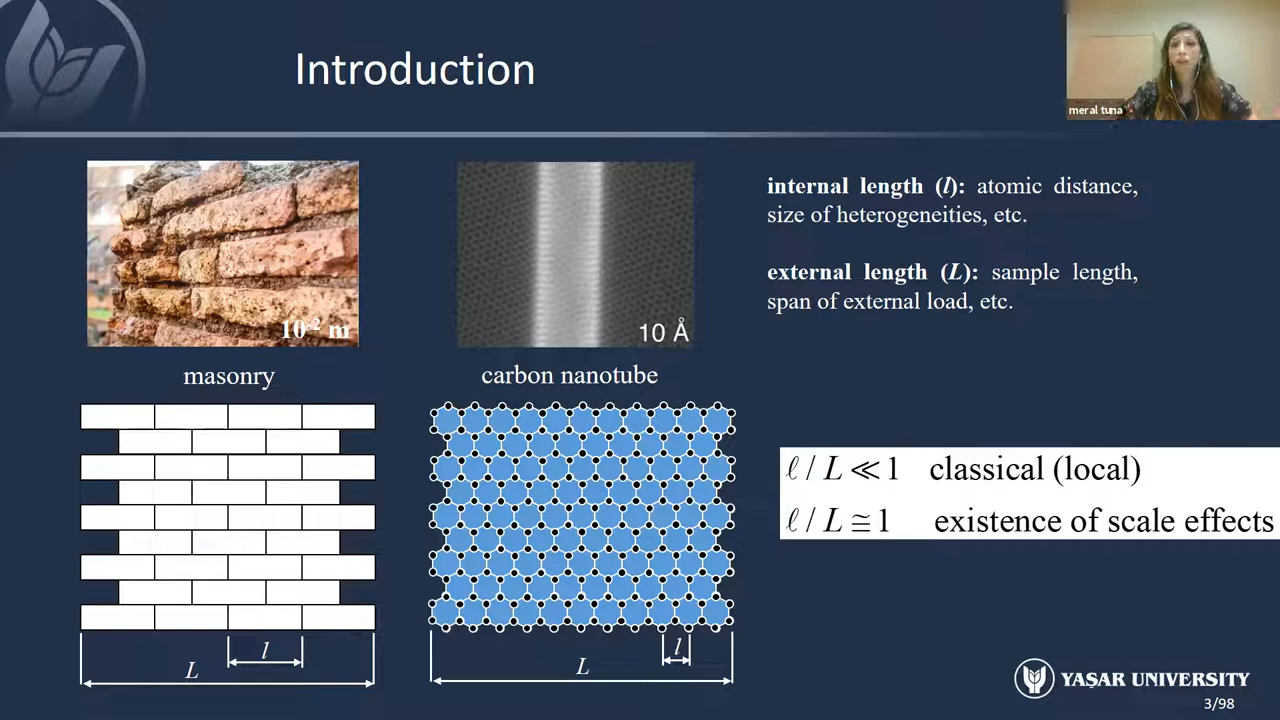 Introduction
meral tuna
internal length (l): atomic distance,
size of heterogeneities, etc.
external length (L): sample length,
span of external load, etc.
10⁻² m
10 Å
masonry
carbon nanotube
ℓ / L ≪ 1 classical (local)
ℓ / L ≅ 1 existence of scale effects
l
L
l
L
YAŞAR UNIVERSITY
3/98